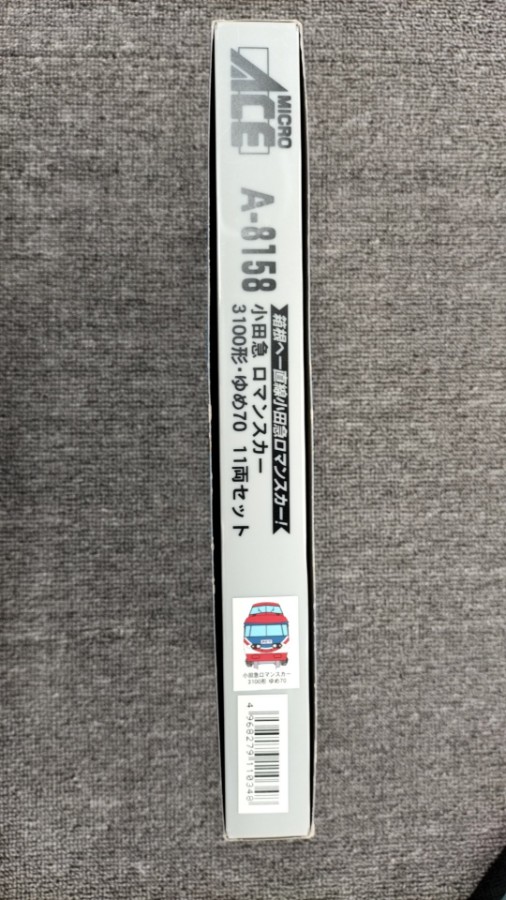 MICRO
ACE
A-8158
箱根へ一直線小田急ロマンスカー!
小田急 ロマンスカー
3100形・ゆめ70 11両セット
小田急ロマンスカー
3100形 ゆめ70
4968279110348